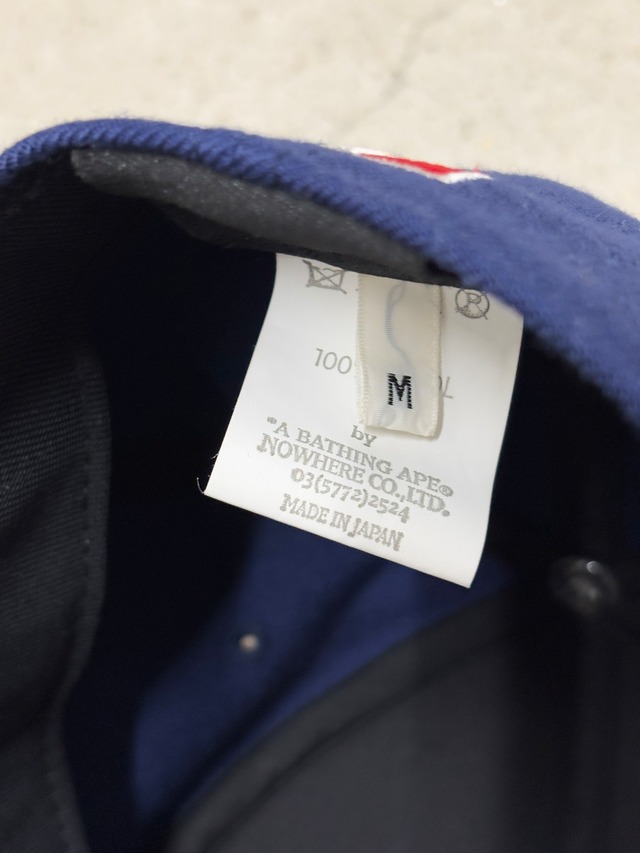 100
M
by
"A BATHING APE®
NOWHERE CO.,LTD.
03(5772)2524
MADE IN JAPAN